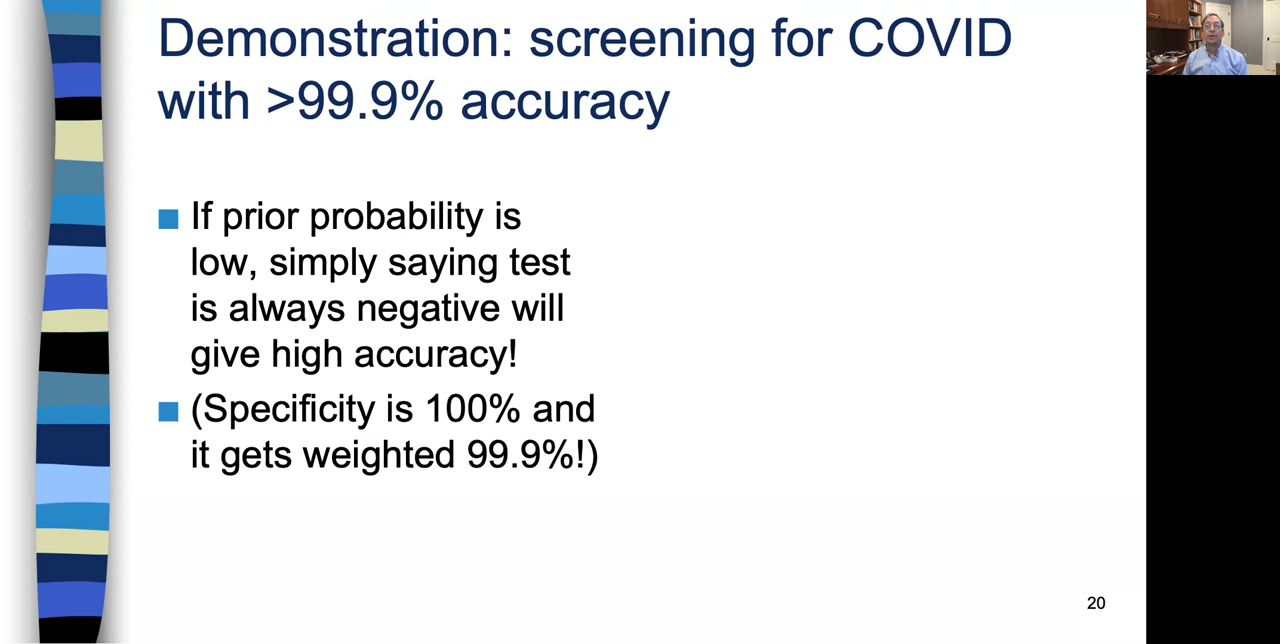 Demonstration: screening for COVID
with >99.9% accuracy
If prior probability is
low, simply saying test
is always negative will
give high accuracy!
(Specificity is 100% and
it gets weighted 99.9%!)
20